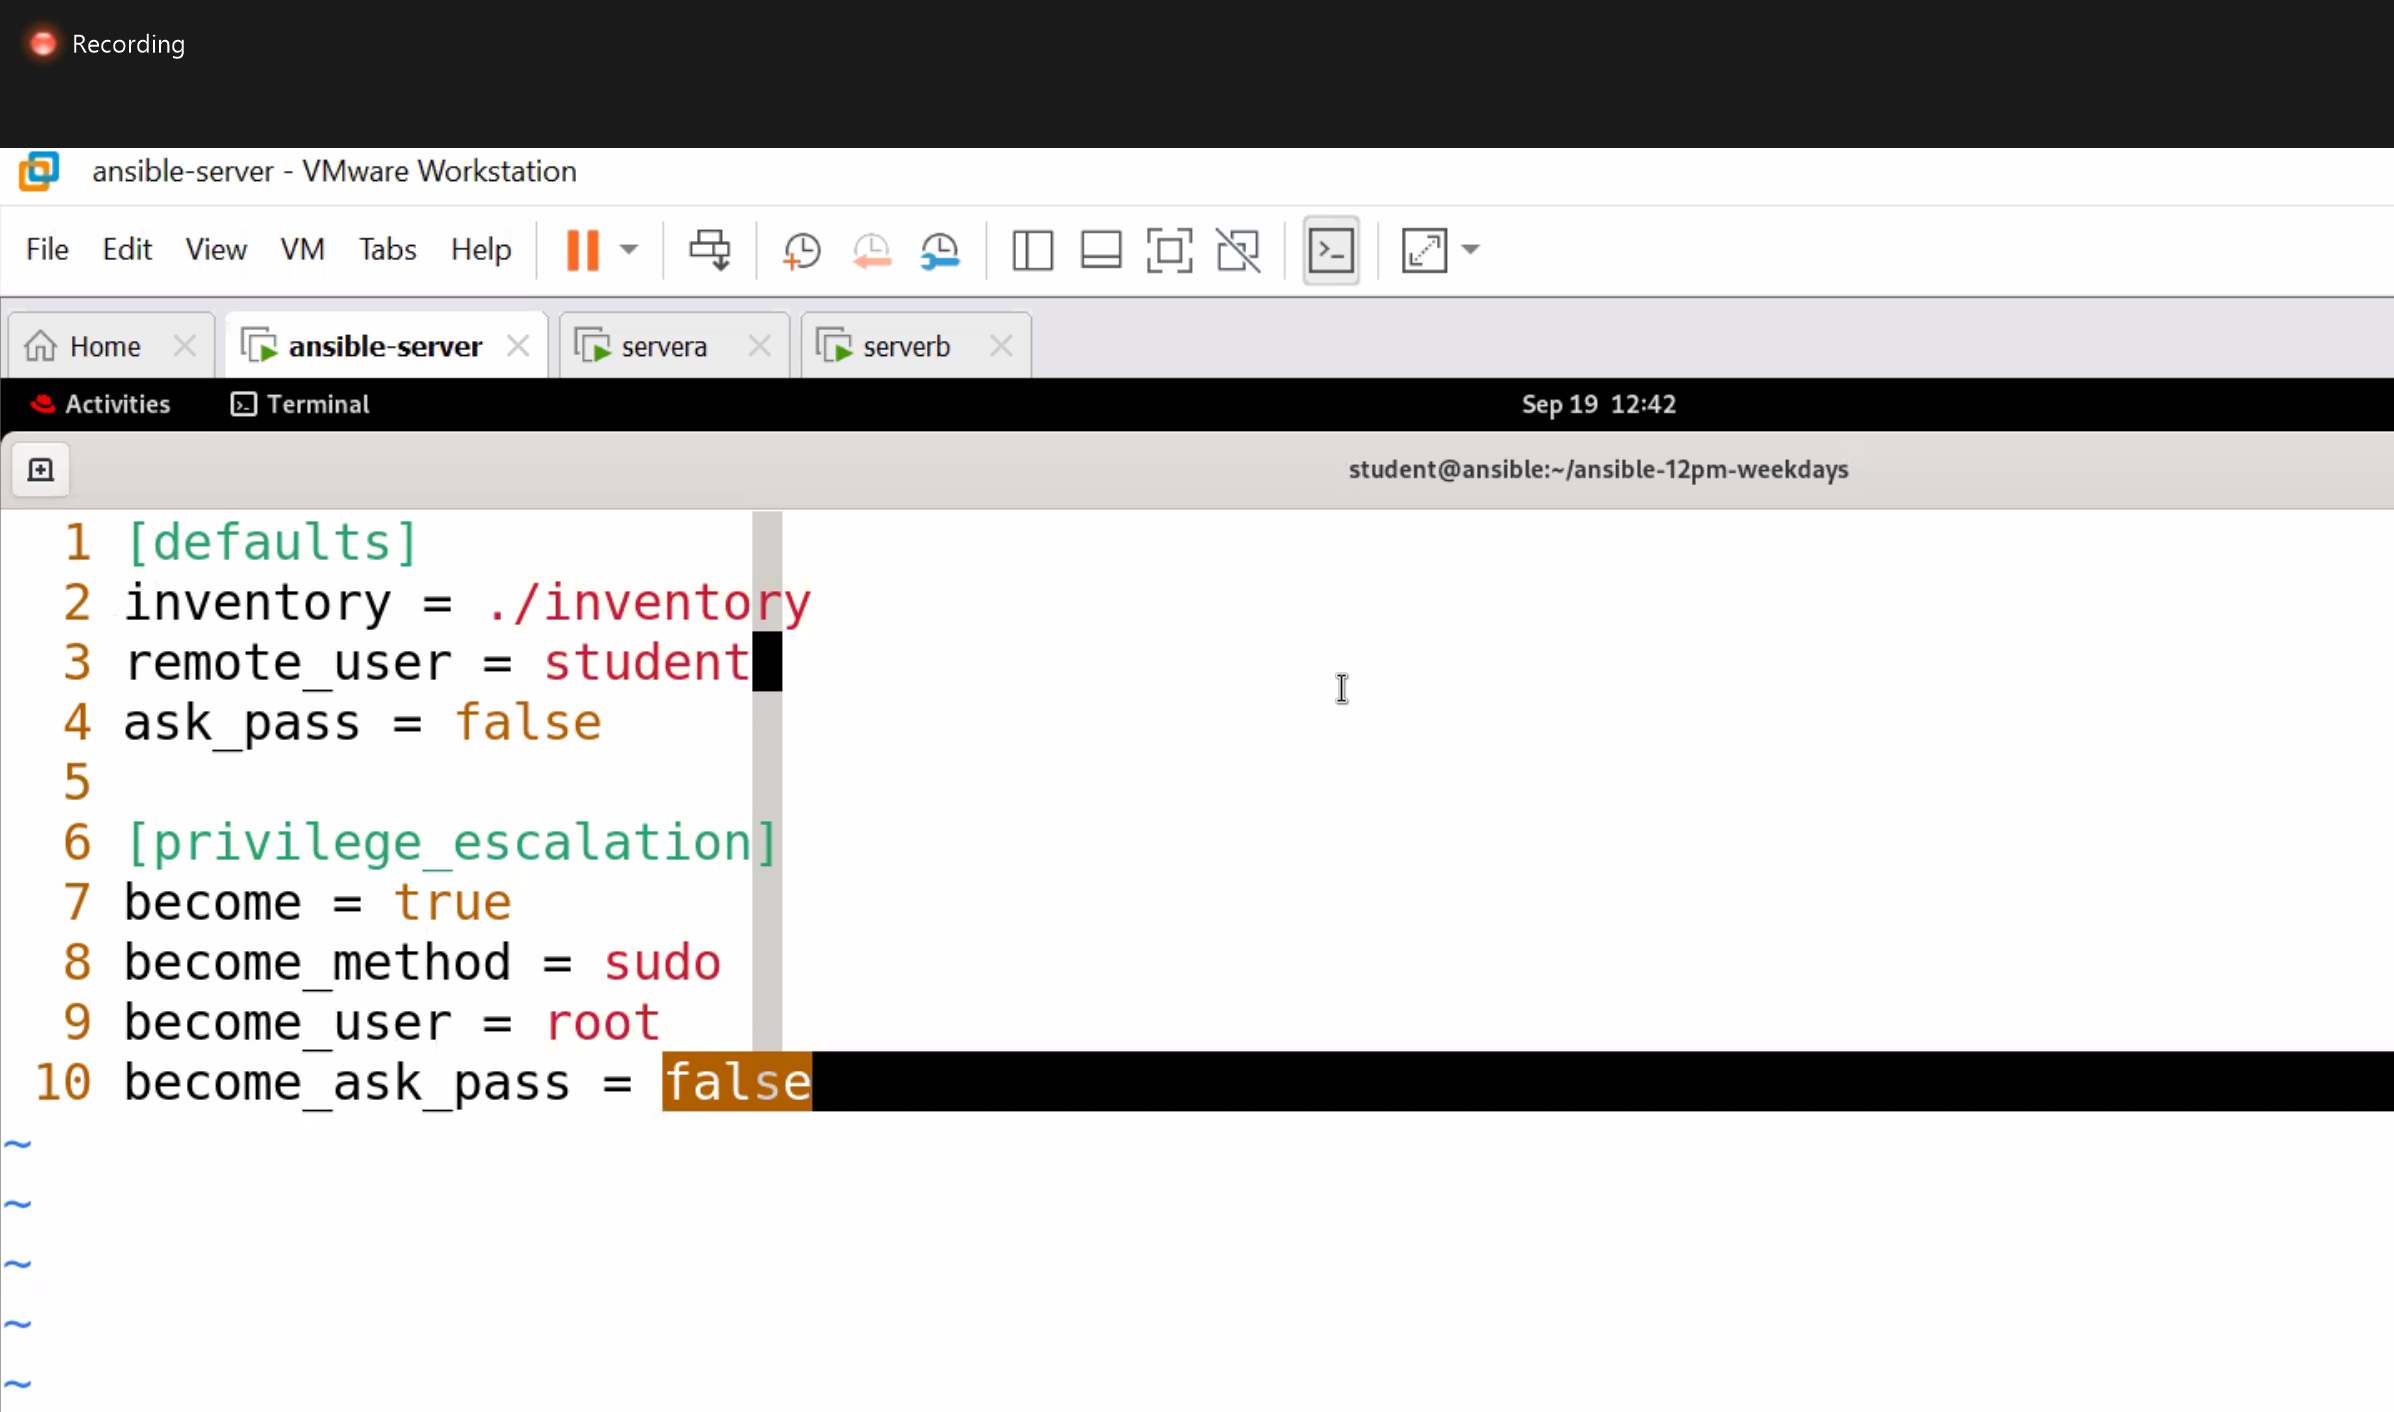 Recording
ansible-server - VMware Workstation
File Edit View VM Tabs Help
Home ansible-server servera serverb
Activities Terminal Sep 19 12:42
student@ansible:~/ansible-12pm-weekdays
1 [defaults]
2 inventory = ./inventory
3 remote_user = student
4 ask_pass = false
5
6 [privilege_escalation]
7 become = true
8 become_method = sudo
9 become_user = root
10 become_ask_pass = false
~
~
~
~
~